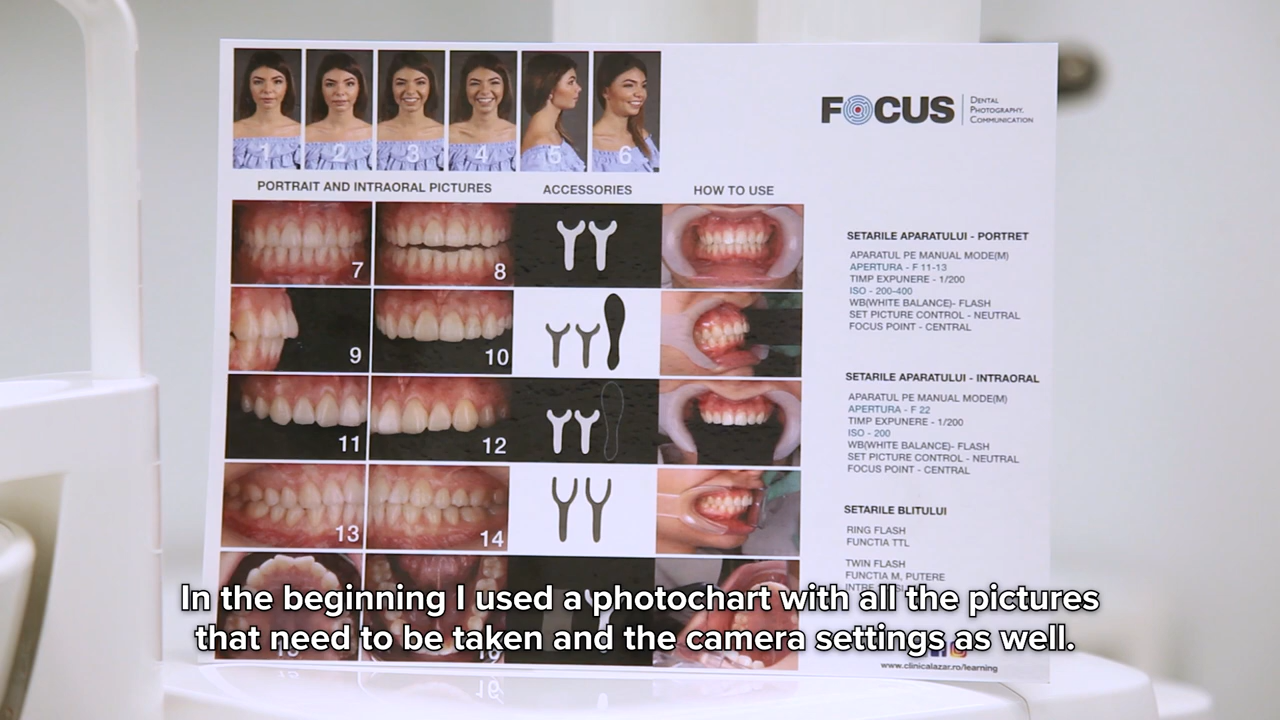 1 2 3 4 5 6
FOCUS
DENTAL
PHOTOGRAPHY.
COMMUNICATION
PORTRAIT AND INTRAORAL PICTURES
ACCESSORIES
HOW TO USE
7
8
9
10
11
12
13
14
16
SETARILE APARATULUI - PORTRET
APARATUL PE MANUAL MODE(M)
APERTURA - F 11-13
TIMP EXPUNERE - 1/200
ISO - 200-400
WB(WHITE BALANCE)- FLASH
SET PICTURE CONTROL - NEUTRAL
FOCUS POINT - CENTRAL
SETARILE APARATULUI - INTRAORAL
APARATUL PE MANUAL MODE(M)
APERTURA - F 22
TIMP EXPUNERE - 1/200
ISO - 200
WB(WHITE BALANCE)- FLASH
SET PICTURE CONTROL - NEUTRAL
FOCUS POINT - CENTRAL
SETARILE BLITULUI
RING FLASH
FUNCTIA TTL
TWIN FLASH
FUNCTIA M, PUTERE
www.clinicalazar.ro/learning
In the beginning I used a photochart with all the pictures
that need to be taken and the camera settings as well.